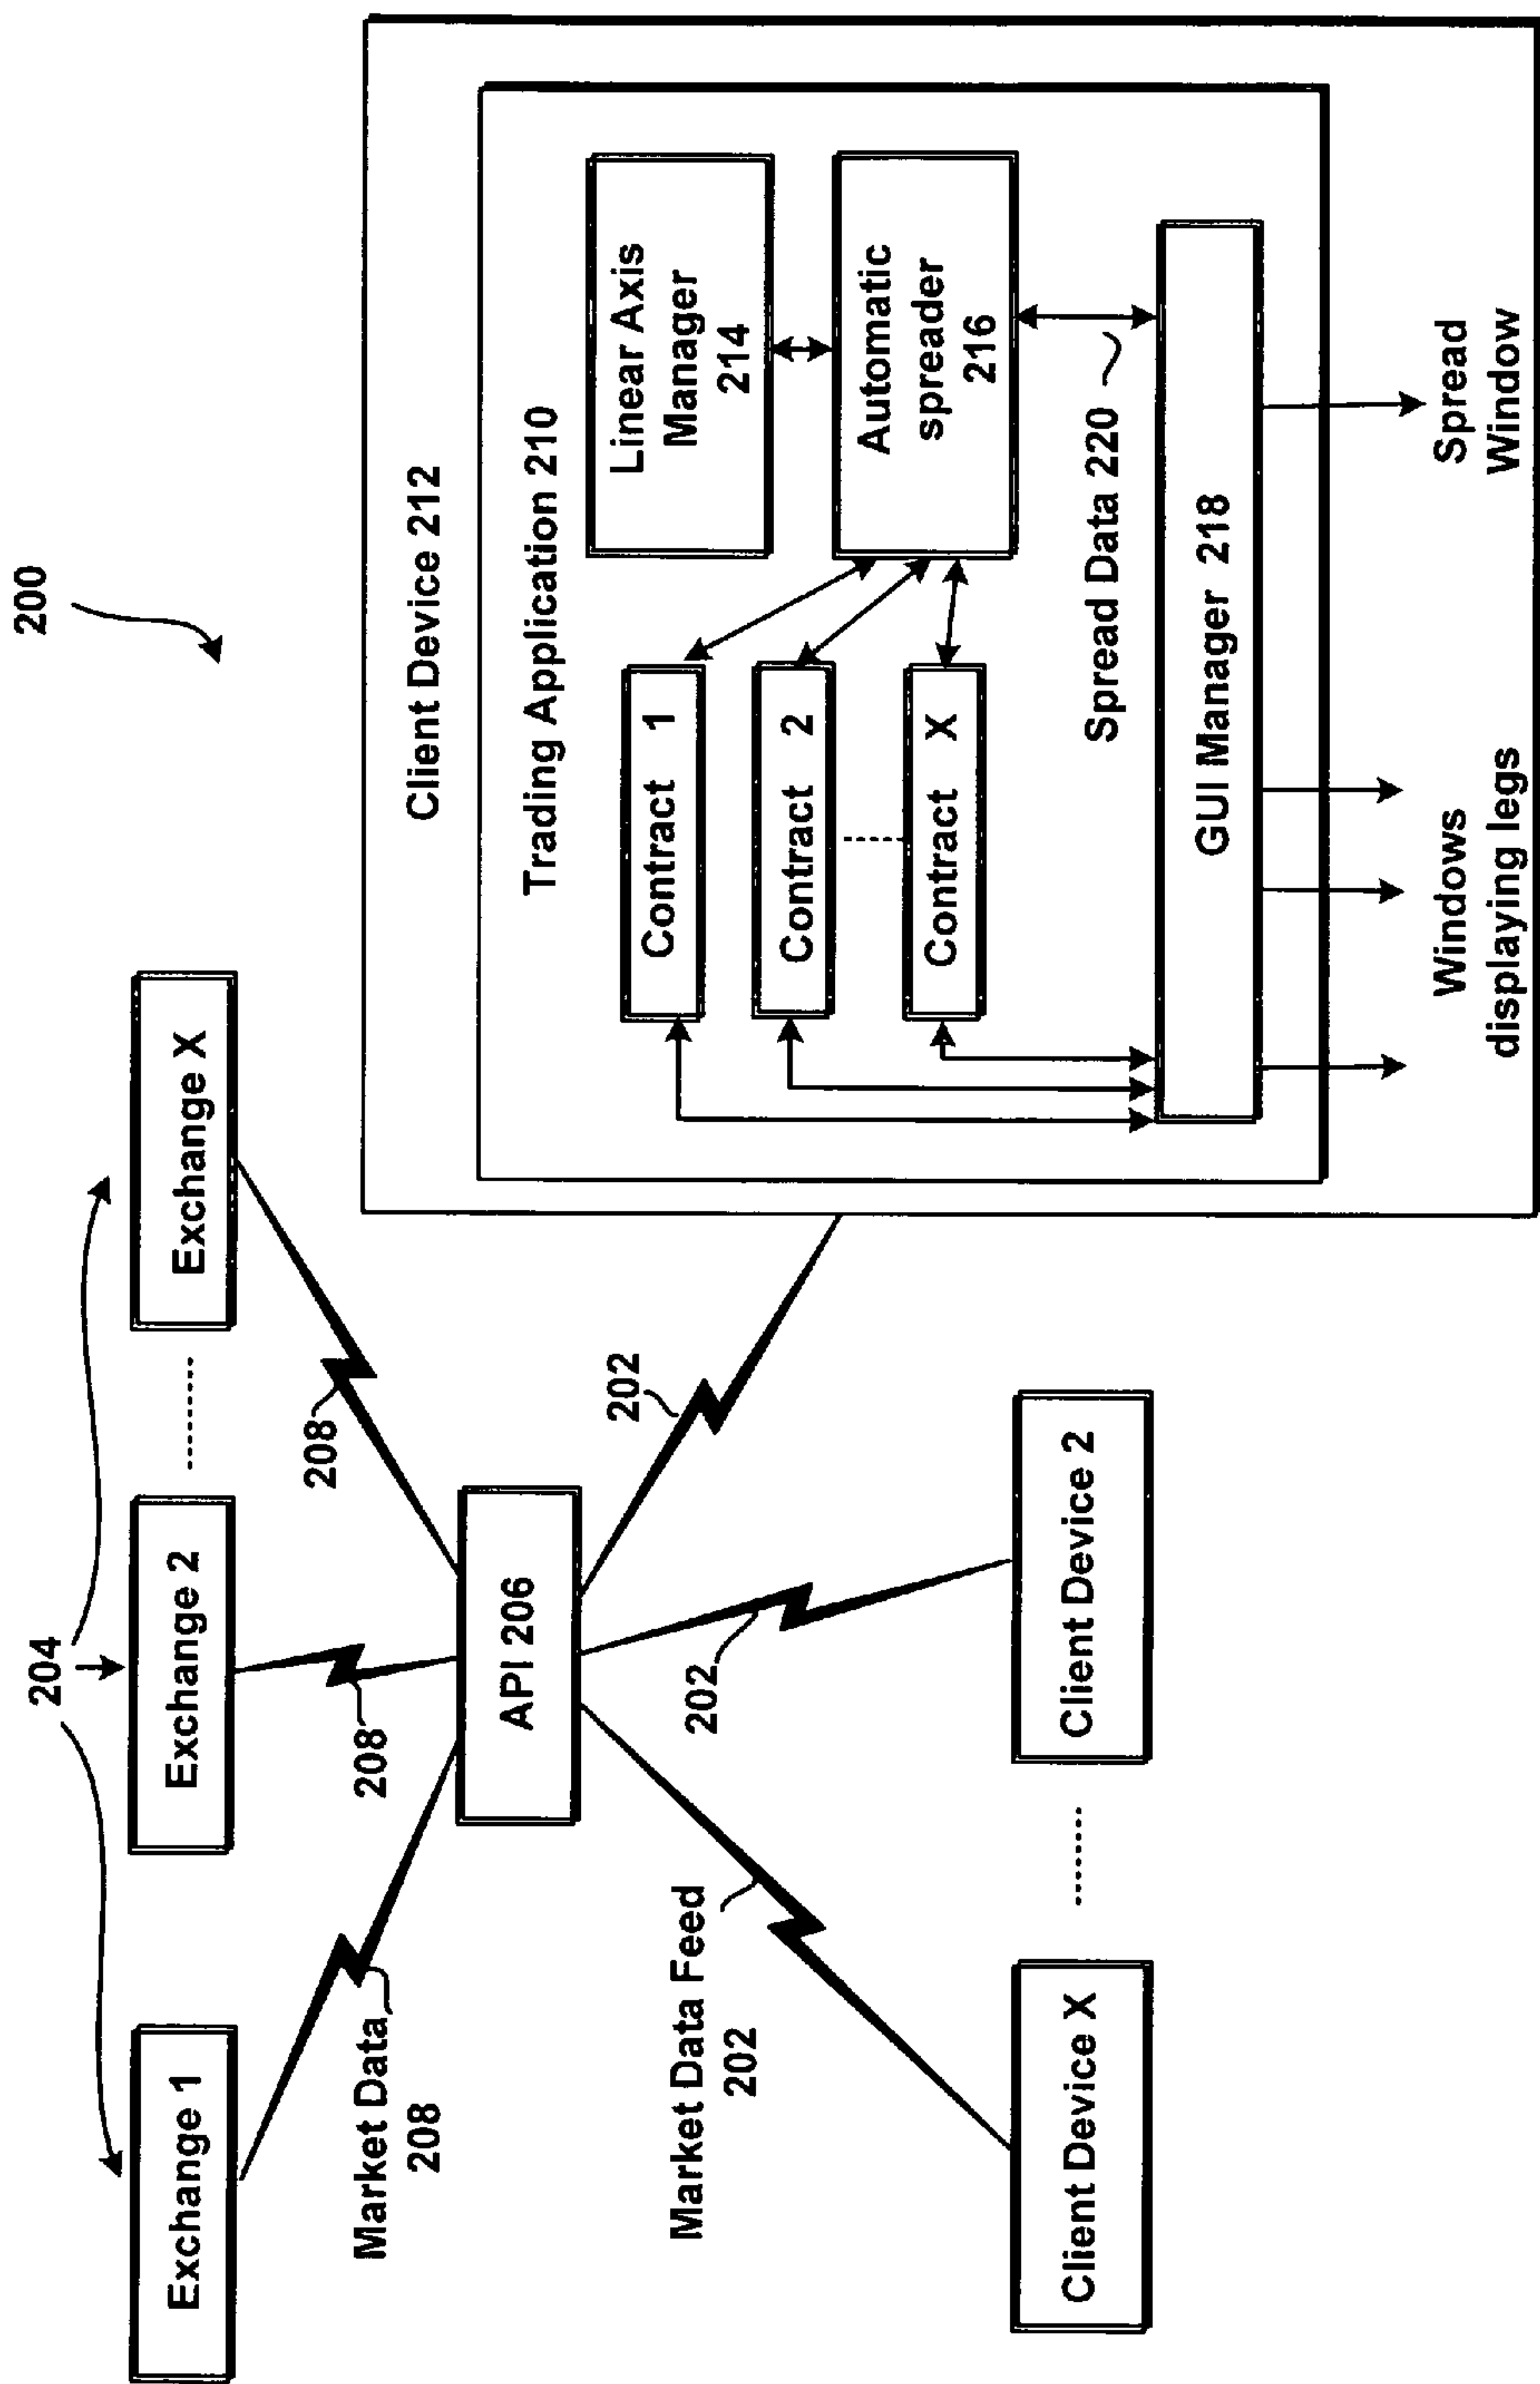 200
204
Exchange 1
Exchange 2
Exchange X
Market Data
208
208
208
API 206
Market Data Feed
202
202
202
Client Device X
Client Device 2
Client Device 212
Trading Application 210
Contract 1
Contract 2
Contract X
Linear Axis
Manager
214
Automatic
spreader
216
Spread Data 220
GUI Manager 218
Windows
displaying legs
Spread
Window